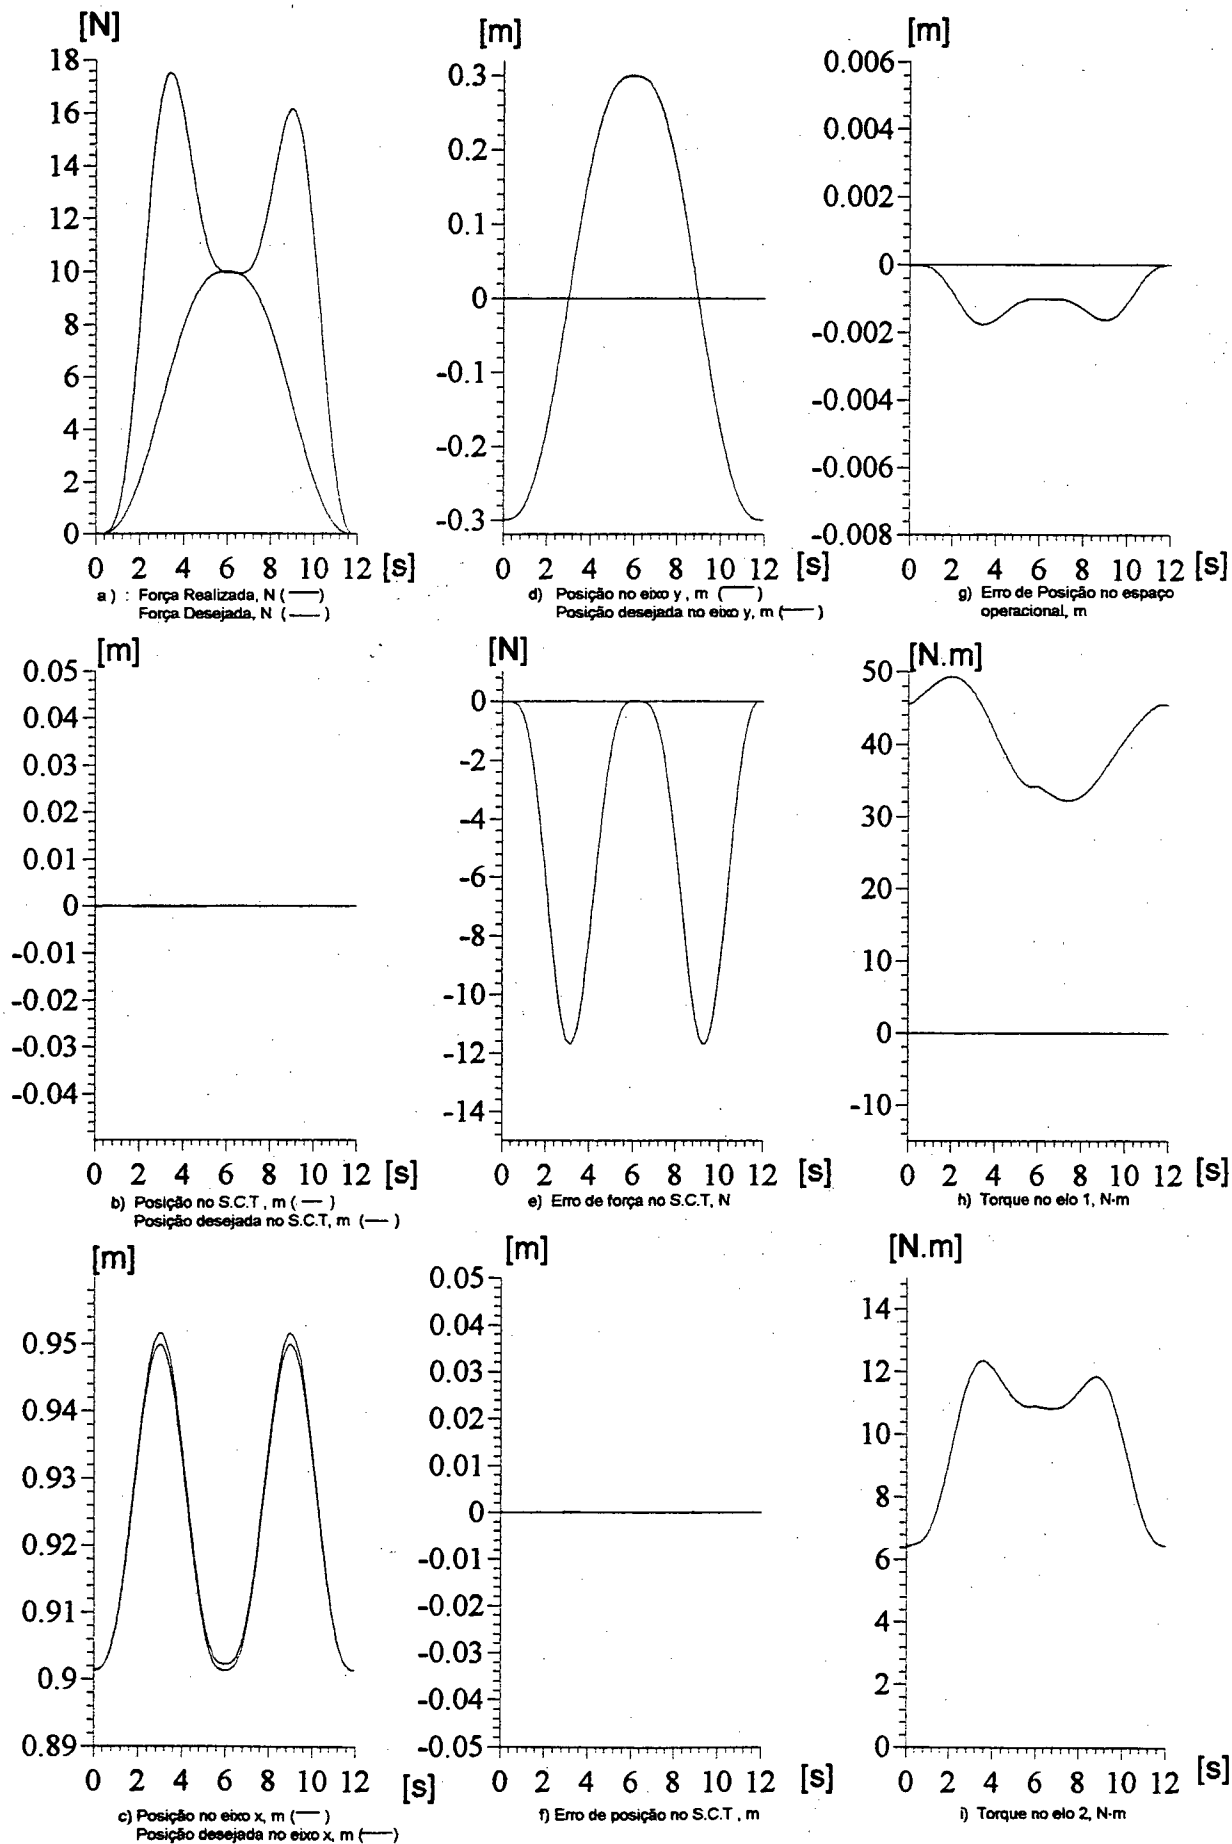 [N]
18
16
14
12
10
8
6
4
2
0
0 2 4 6 8 10 12 [s]
a) : Força Realizada, N ( — )
Força Desejada, N ( — )
[m]
0.3
0.2
0.1
0
-0.1
-0.2
-0.3
0 2 4 6 8 10 12 [s]
d) Posição no eixo y, m ( — )
Posição desejada no eixo y, m ( — )
[m]
0.006
0.004
0.002
0
-0.002
-0.004
-0.006
-0.008
0 2 4 6 8 10 12 [s]
g) Erro de Posição no espaço
operacional, m
[m]
0.05
0.04
0.03
0.02
0.01
0
-0.01
-0.02
-0.03
-0.04
0 2 4 6 8 10 12 [s]
b) Posição no S.C.T , m ( — )
Posição desejada no S.C.T, m ( — )
[N]
0
-2
-4
-6
-8
-10
-12
-14
0 2 4 6 8 10 12 [s]
e) Erro de força no S.C.T, N
[N.m]
50
40
30
20
10
0
-10
0 2 4 6 8 10 12 [s]
h) Torque no elo 1, N·m
[m]
0.95
0.94
0.93
0.92
0.91
0.9
0.89
0 2 4 6 8 10 12 [s]
c) Posição no eixo x, m ( — )
Posição desejada no eixo x, m ( — )
[m]
0.05
0.04
0.03
0.02
0.01
0
-0.01
-0.02
-0.03
-0.04
-0.05
0 2 4 6 8 10 12 [s]
f) Erro de posição no S.C.T , m
[N.m]
14
12
10
8
6
4
2
0
0 2 4 6 8 10 12 [s]
i) Torque no elo 2, N·m